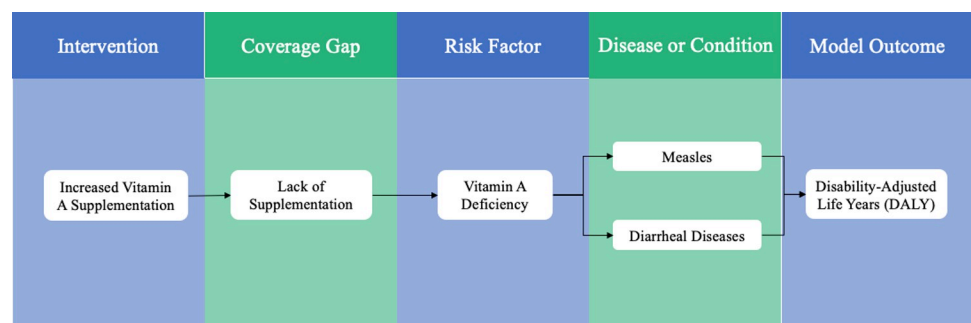 Intervention
Coverage Gap
Risk Factor
Disease or Condition
Model Outcome
Increased Vitamin
A Supplementation
Lack of
Supplementation
Vitamin A
Deficiency
Measles
Diarrheal Diseases
Disability-Adjusted
Life Years (DALY)